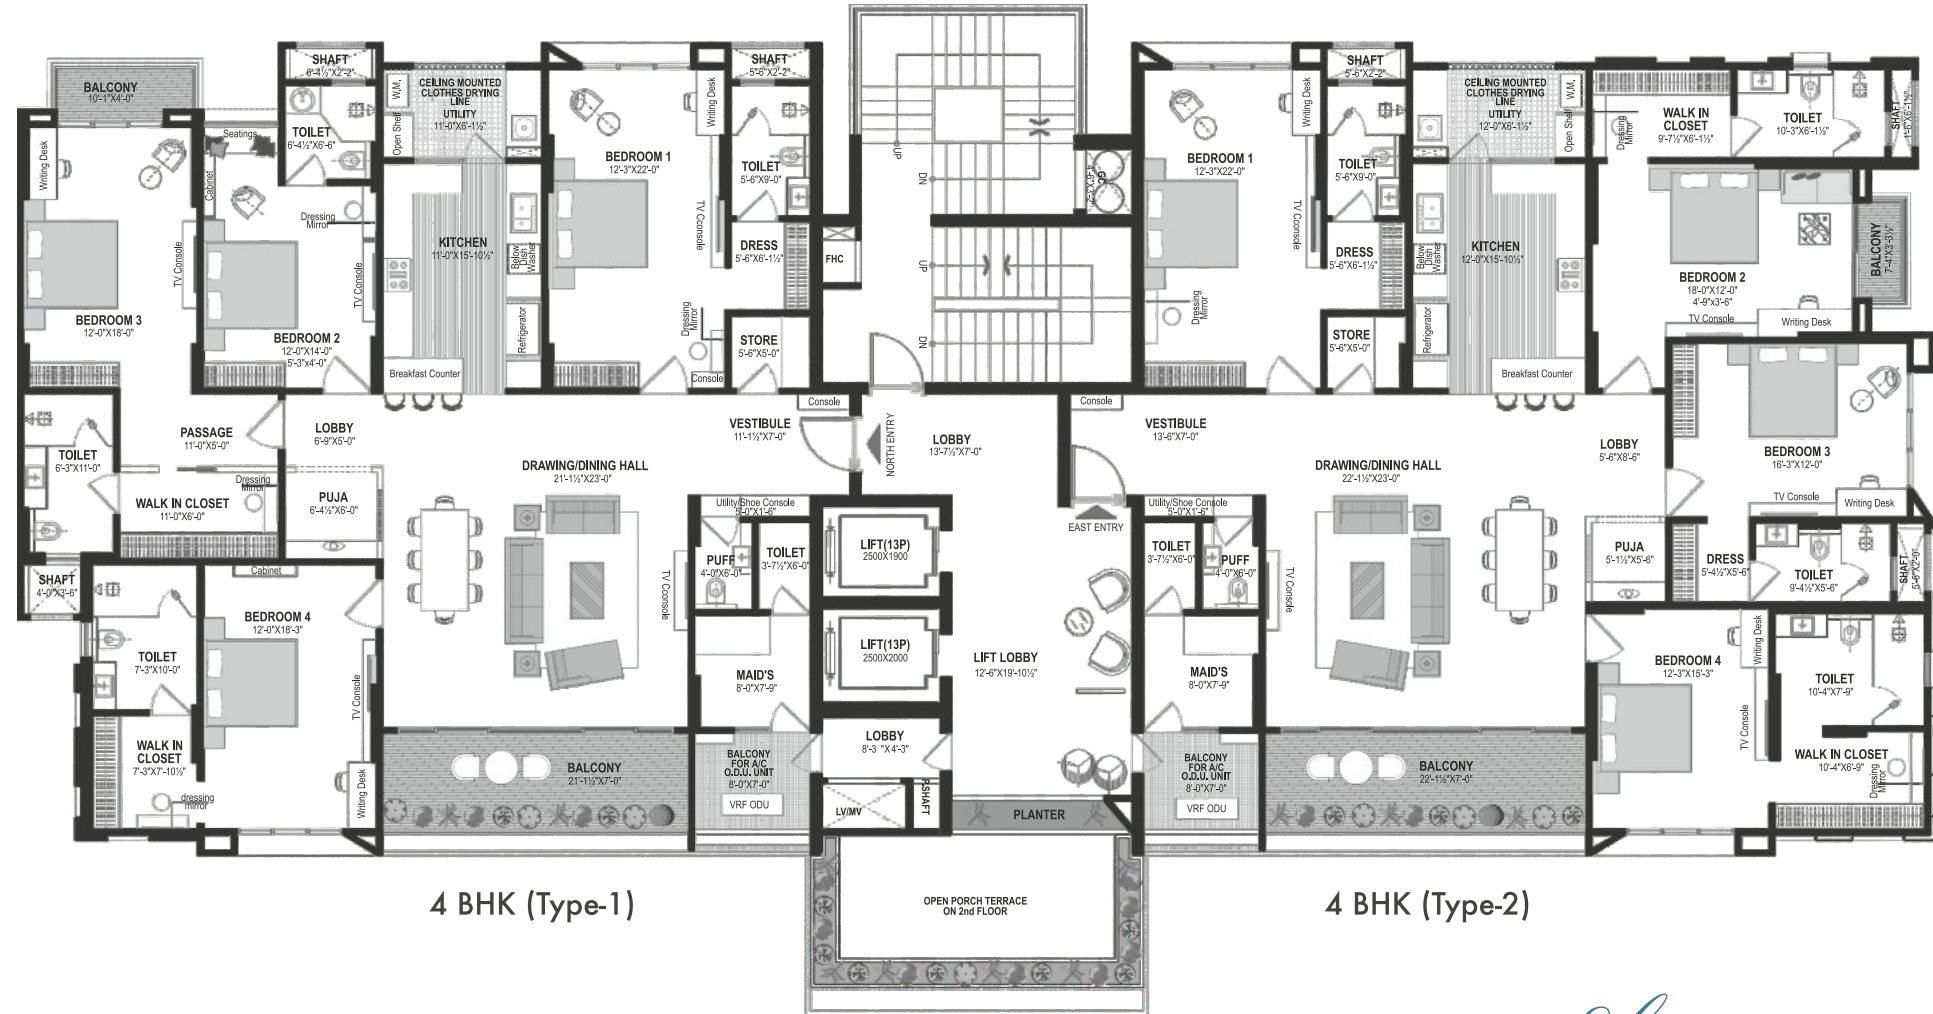 BALCONY
10'-1"X4'-0"
SHAFT
6'-4½"X2'-2"
TOILET
6'-4½"X6'-6"
Seatings
Cabinet
Writing Desk
BEDROOM 3
12'-0"X18'-0"
TV Console
Dressing
Mirror
TV Console
BEDROOM 2
12'-0"X14'-0"
5'-3"x4'-0"
W.M.
Open Shelf
CEILING MOUNTED
CLOTHES DRYING
LINE
UTILITY
11'-0"X6'-1½"
KITCHEN
11'-0"X15'-10½"
Below
Dish
Washer
Refrigerator
Breakfast Counter
BEDROOM 1
12'-3"X22'-0"
Writing Desk
TV Cconsole
Dressing
Mirror
Console
SHAFT
5'-6"X2'-2"
TOILET
5'-6"X9'-0"
DRESS
5'-6"X6'-1½"
STORE
5'-6"X5'-0"
UP
DN
FHC
UP
DN
GC
BEDROOM 1
12'-3"X22'-0"
Writing Desk
TV Cconsole
Dressing
Mirror
SHAFT
5'-6"X2'-2"
TOILET
5'-6"X9'-0"
DRESS
5'-6"X6'-1½"
STORE
5'-6"X5'-0"
CEILING MOUNTED
CLOTHES DRYING
LINE
UTILITY
12'-0"X6'-1½"
W.M.
Open Shelf
KITCHEN
12'-0"X15'-10½"
Below
Dish
Washer
Refrigerator
Breakfast Counter
WALK IN
CLOSET
9'-7½"X6'-1½"
Dressing
Mirror
TOILET
10'-3"X6'-1½"
SHAFT
1'-6"X6'-1½"
BEDROOM 2
18'-0"X12'-0"
4'-9"x3'-6"
TV Console
Writing Desk
BALCONY
7'-4"X3'-3½"
TOILET
6'-3"X11'-0"
PASSAGE
11'-0"X5'-0"
WALK IN CLOSET
11'-0"X6'-0"
Dressing
Mirror
LOBBY
6'-9"X5'-0"
PUJA
6'-4½"X6'-0"
DRAWING/DINING HALL
21'-1½"X23'-0"
VESTIBULE
11'-1½"X7'-0"
Console
NORTH ENTRY
LOBBY
13'-7½"X7'-0"
Console
VESTIBULE
13'-6"X7'-0"
EAST ENTRY
DRAWING/DINING HALL
22'-1½"X23'-0"
LOBBY
5'-6"X8'-6"
BEDROOM 3
16'-3"X12'-0"
TV Console
Writing Desk
Utility/Shoe Console
5'-0"X1'-6"
PUFF
4'-0"X6'-0"
TOILET
3'-7½"X6'-0"
TV Cconsole
MAID'S
8'-0"X7'-9"
LIFT(13P)
2500X1900
LIFT(13P)
2500X2000
LIFT LOBBY
12'-6"X19'-10½"
Utility/Shoe Console
5'-0"X1'-6"
TOILET
3'-7½"X6'-0"
PUFF
4'-0"X6'-0"
TV Console
MAID'S
8'-0"X7'-9"
PUJA
5'-1½"X5'-6"
DRESS
5'-4½"X5'-6"
TOILET
9'-4½"X5'-6"
SHAFT
5'-6"X2'-9"
SHAFT
4'-0"X3'-6"
Cabinet
BEDROOM 4
12'-0"X18'-3"
TV Console
Writing Desk
TOILET
7'-3"X10'-0"
WALK IN
CLOSET
7'-3"X7'-10½"
dressing
mirror
BALCONY
21'-1½"X7'-0"
BALCONY
FOR A/C
O.D.U. UNIT
8'-0"X7'-0"
VRF ODU
LOBBY
8'-3"X4'-3"
LV/MV
P.SHAFT
PLANTER
BALCONY
FOR A/C
O.D.U. UNIT
8'-0"X7'-0"
VRF ODU
BALCONY
22'-1½"X7'-0"
BEDROOM 4
12'-3"X15'-3"
Writing Desk
TV Console
TOILET
10'-4"X7'-9"
WALK IN CLOSET
10'-4"X6'-9"
Dressing
Mirror
4 BHK (Type-1)
OPEN PORCH TERRACE
ON 2nd FLOOR
4 BHK (Type-2)